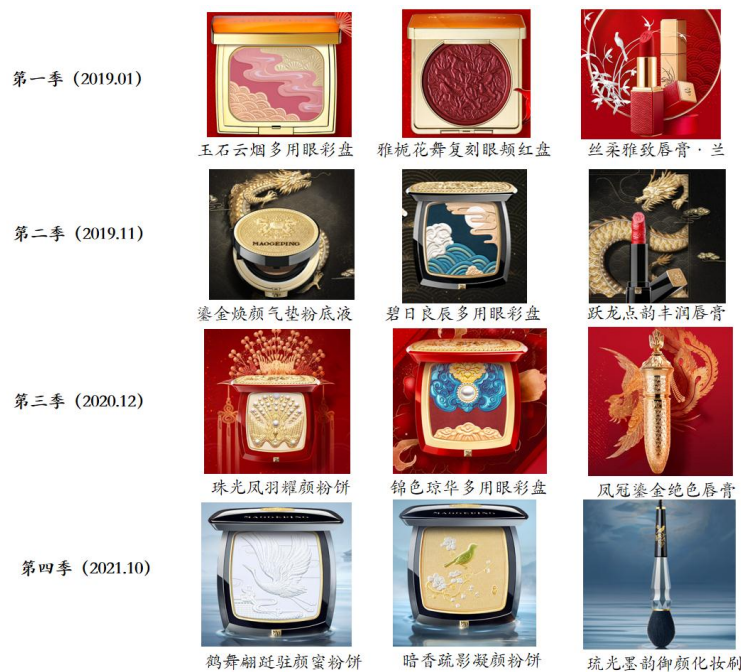 第一季（2019.01）
玉石云烟多用眼彩盘
雅栀花舞复刻眼颊红盘
丝柔雅致唇膏·兰
第二季（2019.11）
MAOGEPING
鎏金焕颜气垫粉底液
碧日良辰多用眼彩盘
跃龙点韵丰润唇膏
第三季（2020.12）
珠光凤羽耀颜粉饼
锦色琼华多用眼彩盘
凤冠鎏金绝色唇膏
第四季（2021.10）
MAOGEPING
MAOGEPING
鹤舞翩跹驻颜蜜粉饼
暗香疏影凝颜粉饼
琉光墨韵御颜化妆刷